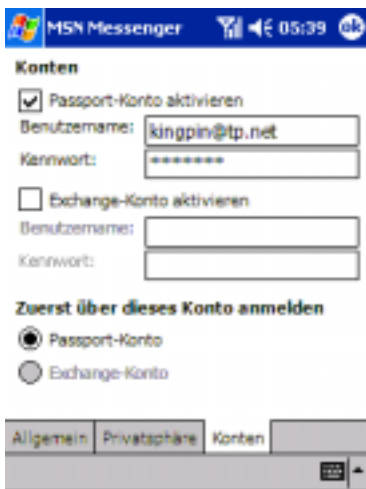 MSN Messenger 05:39 ok
Konten
Passport-Konto aktivieren
Benutzername: kingpin@tp.net
Kennwort: *******
Exchange-Konto aktivieren
Benutzername:
Kennwort:
Zuerst über dieses Konto anmelden
Passport-Konto
Exchange-Konto
Allgemein Privatsphäre Konten